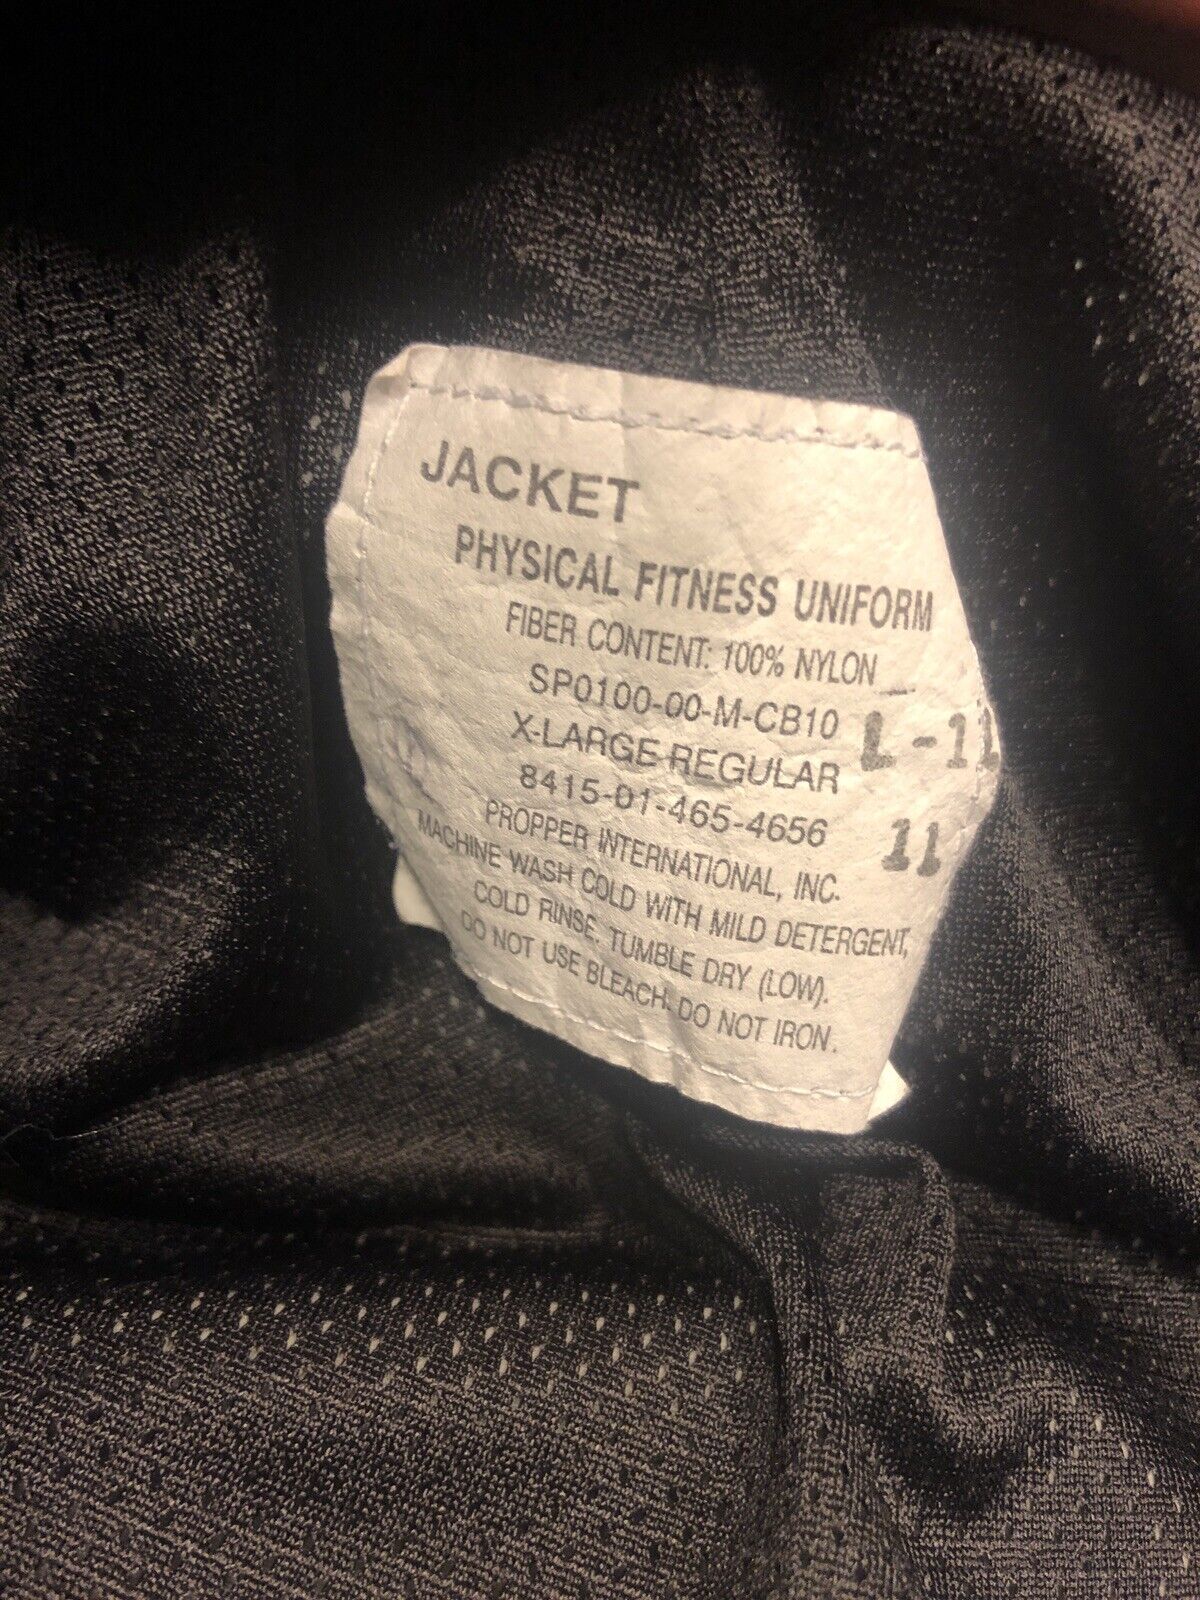 JACKET
PHYSICAL FITNESS UNIFORM
FIBER CONTENT: 100% NYLON
SP0100-00-M-CB10 L-11
X-LARGE-REGULAR
8415-01-465-4656 11
PROPPER INTERNATIONAL, INC.
MACHINE WASH COLD WITH MILD DETERGENT,
COLD RINSE. TUMBLE DRY (LOW).
DO NOT USE BLEACH. DO NOT IRON.